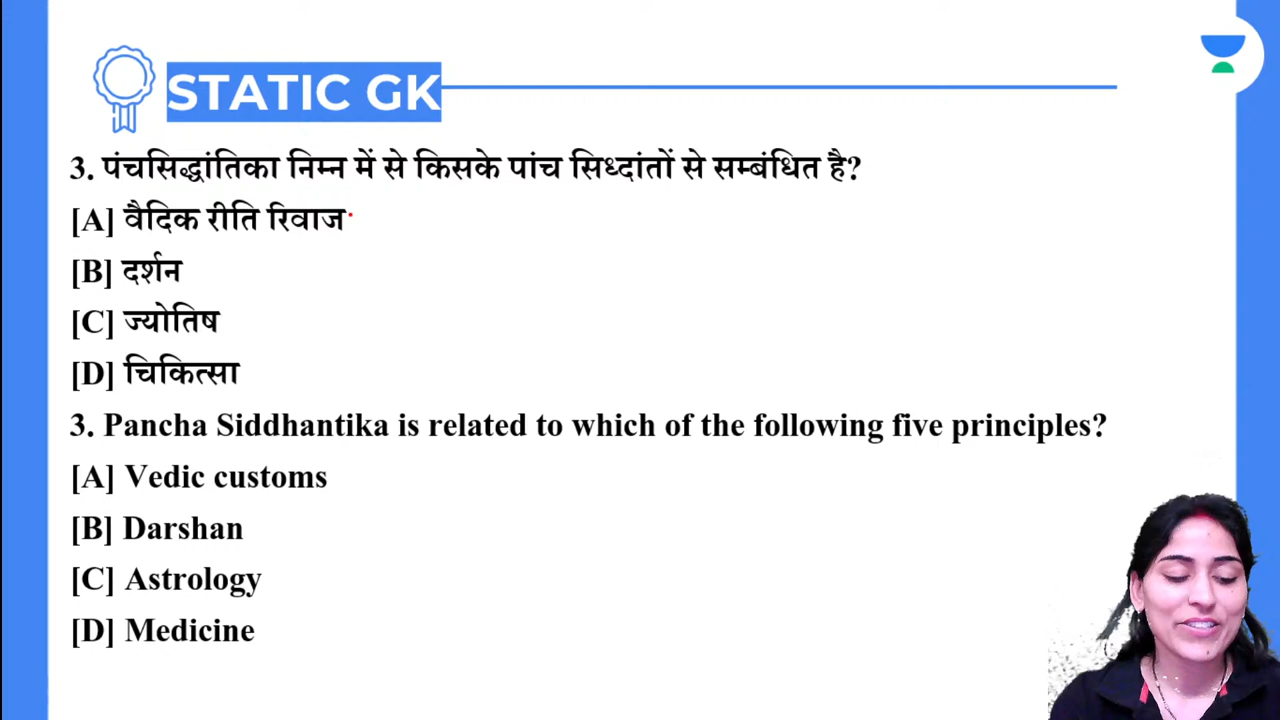 STATIC GK
3. पंचसिद्धांतिका निम्न में से किसके पांच सिध्दांतों से सम्बंधित है?
[A] वैदिक रीति रिवाज
[B] दर्शन
[C] ज्योतिष
[D] चिकित्सा
3. Pancha Siddhantika is related to which of the following five principles?
[A] Vedic customs
[B] Darshan
[C] Astrology
[D] Medicine